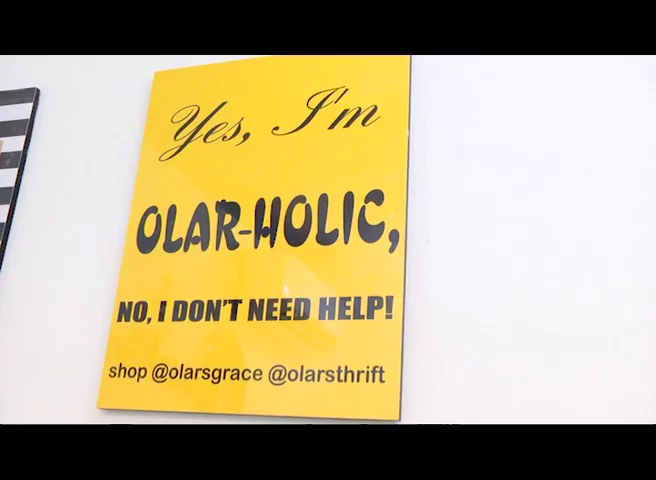 Yes, I'm
OLAR-HOLIC,
NO, I DON'T NEED HELP!
shop @olarsgrace @olarsthrift